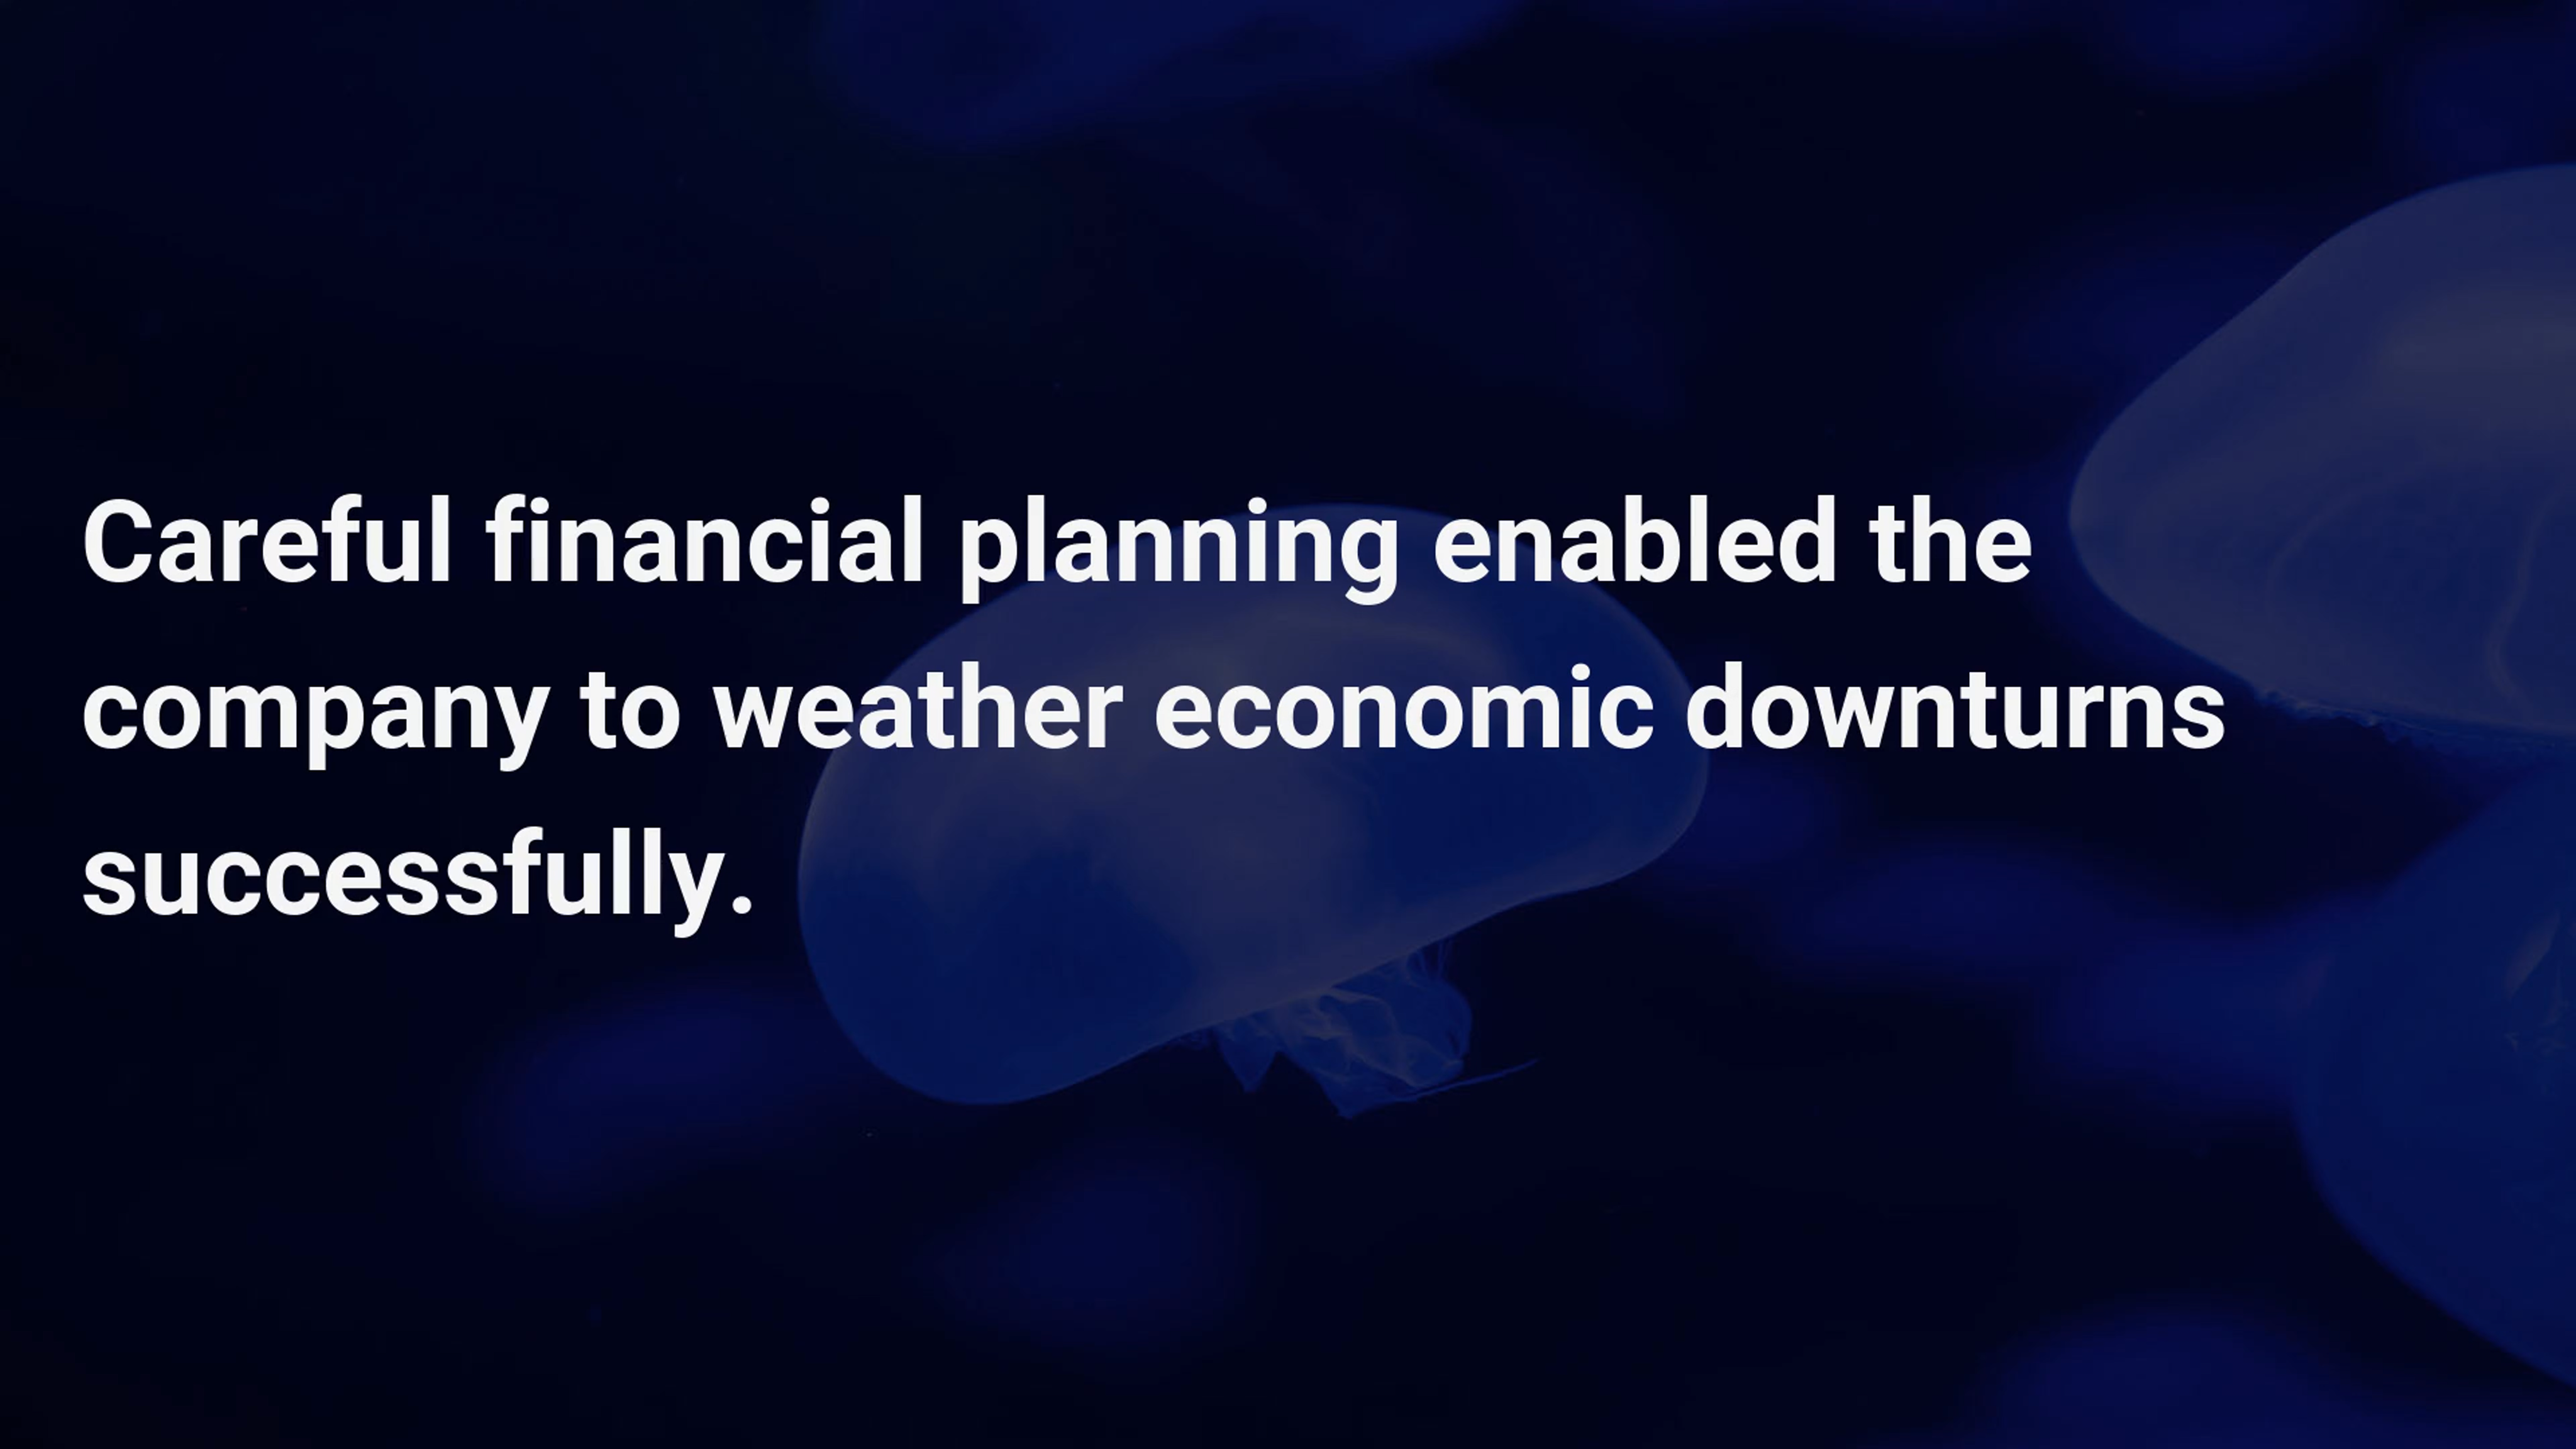 Careful financial planning enabled the
company to weather economic downturns
successfully.